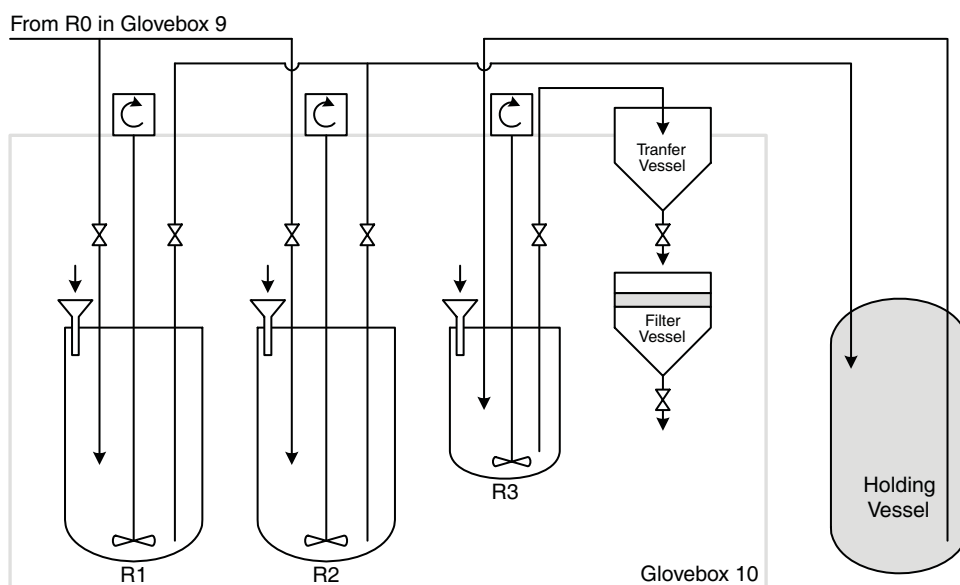 From R0 in Glovebox 9
Tranfer
Vessel
Filter
Vessel
Holding
Vessel
R3
R1
R2
Glovebox 10